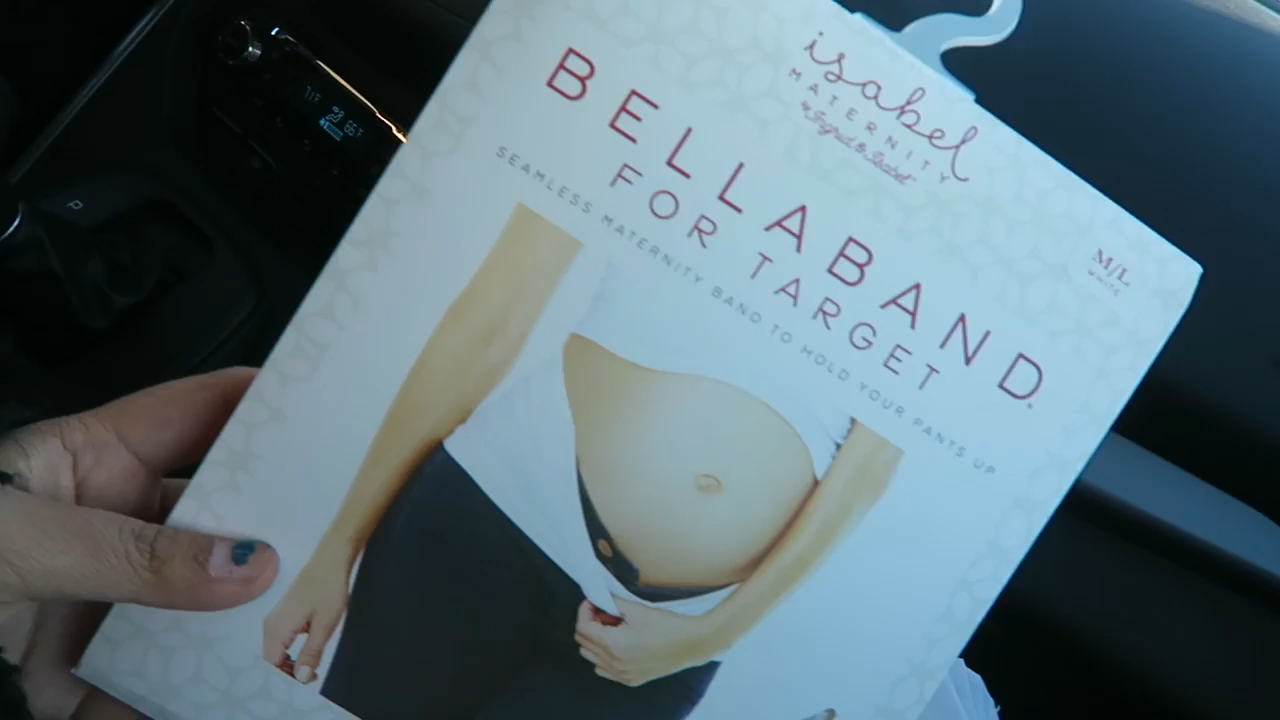 isabel
MATERNITY
by Ingrid & Isabel
BELLABAND.
FOR TARGET
SEAMLESS MATERNITY BAND TO HOLD YOUR PANTS UP
M/L
WHITE
P